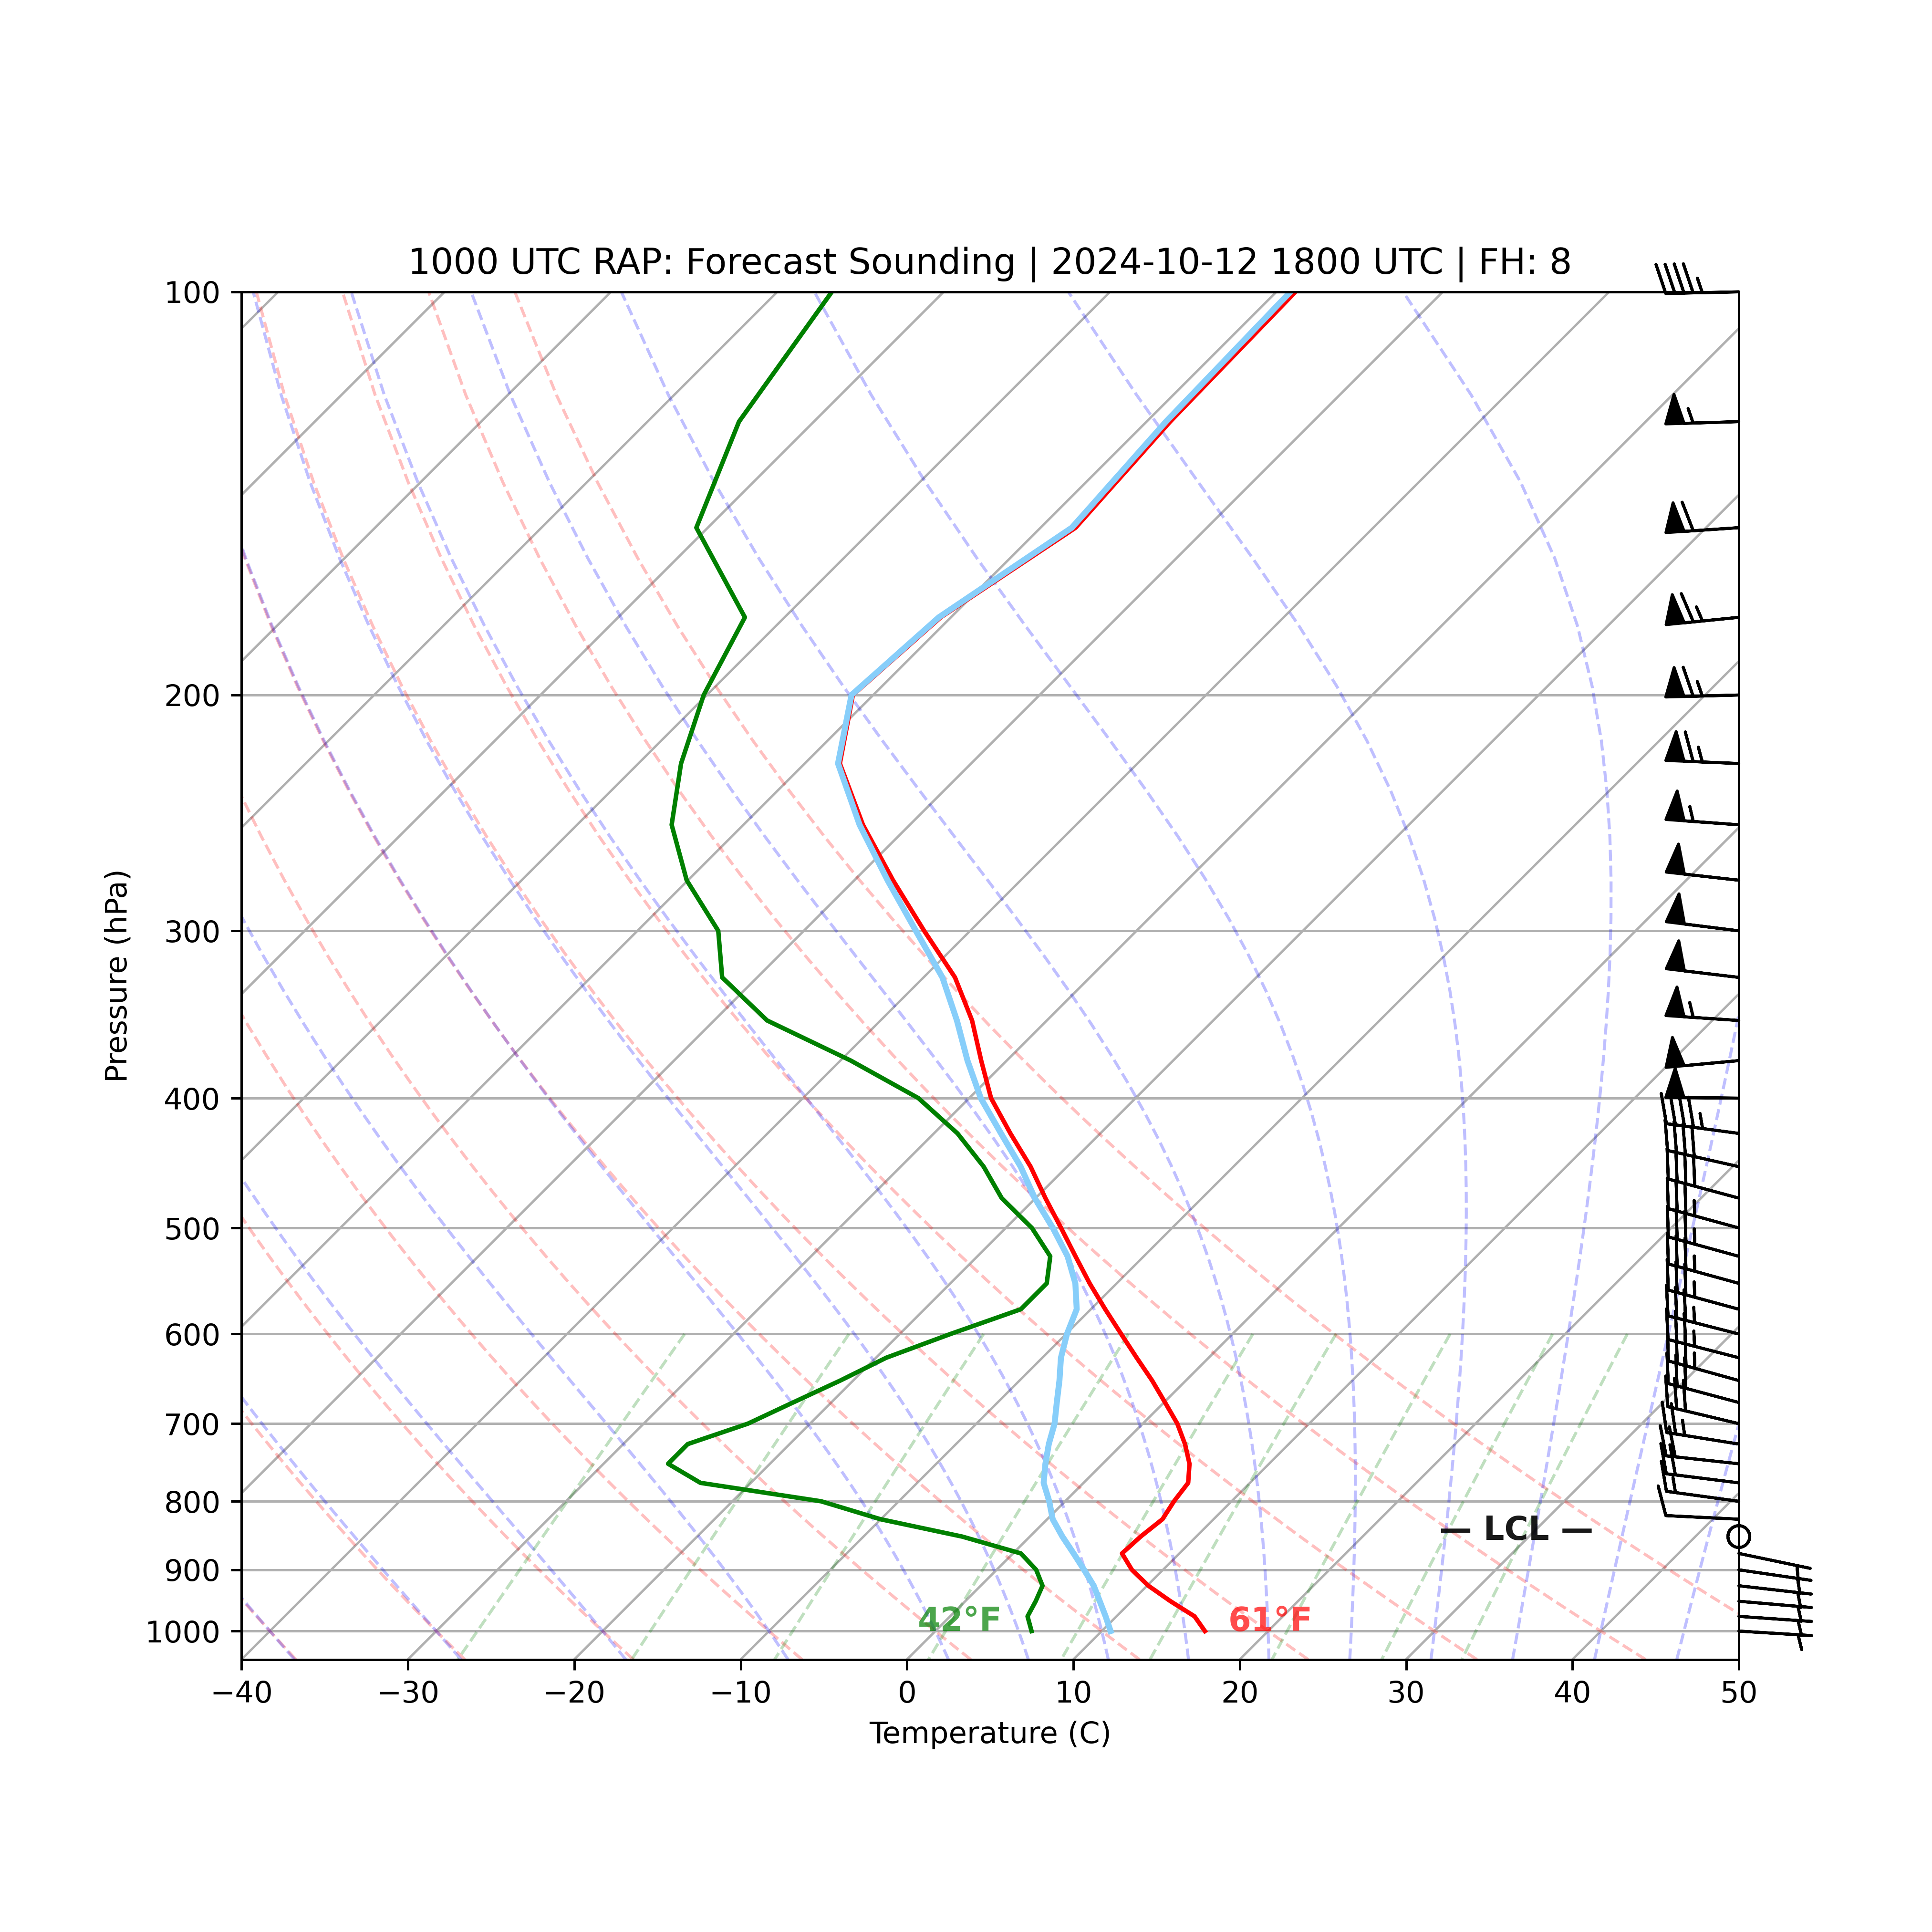 1000 UTC RAP: Forecast Sounding | 2024-10-12 1800 UTC | FH: 8
100
200
300
400
500
600
700
800
900
1000
Pressure (hPa)
— LCL —
42°F
61°F
−40 −30 −20 −10 0 10 20 30 40 50
Temperature (C)